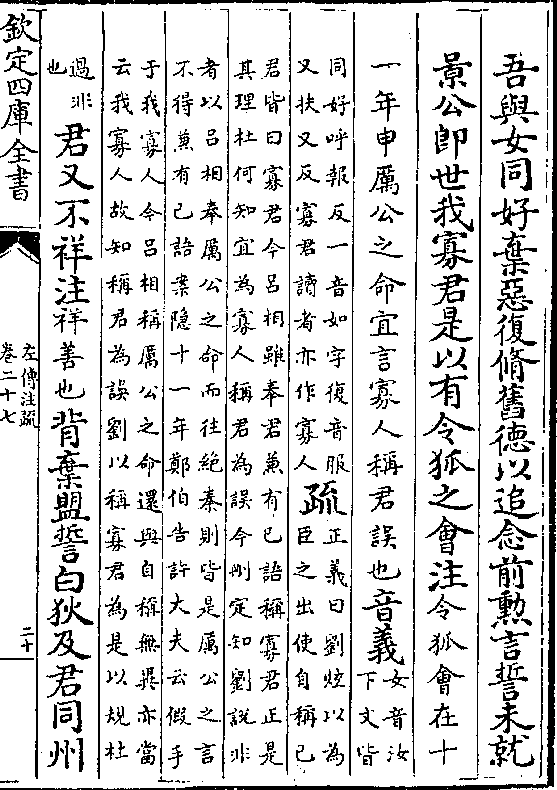 吾與女同好棄惡復脩舊德以追念前勲言誓未就
景公卽世我寡君是以有令狐之會注令狐會在十
一年申厲公之命宜言寡人稱君誤也音義女音汝
下文皆
同好呼報反一音如字復音服
又扶又反寡君讀者亦作寡人疏正義曰劉炫以為
臣之出使自稱己
君皆曰寡君今呂相雖奉君兼有己語稱寡君正是
其理杜何知宜為寡人稱君為誤今刪定知劉説非
者以呂相奉厲公之命而往絶秦則皆是厲公之言
不得兼有己語案隠十一年鄭伯告許大夫云假手
于我寡人今呂相稱厲公之命還與自稱無異亦當
云我寡人故知稱君為誤劉以稱寡君為是以規杜
過非
也君又不祥注祥善也背棄盟誓白狄及君同州
欽定四庫全書
左傳注疏
卷二十七
二十